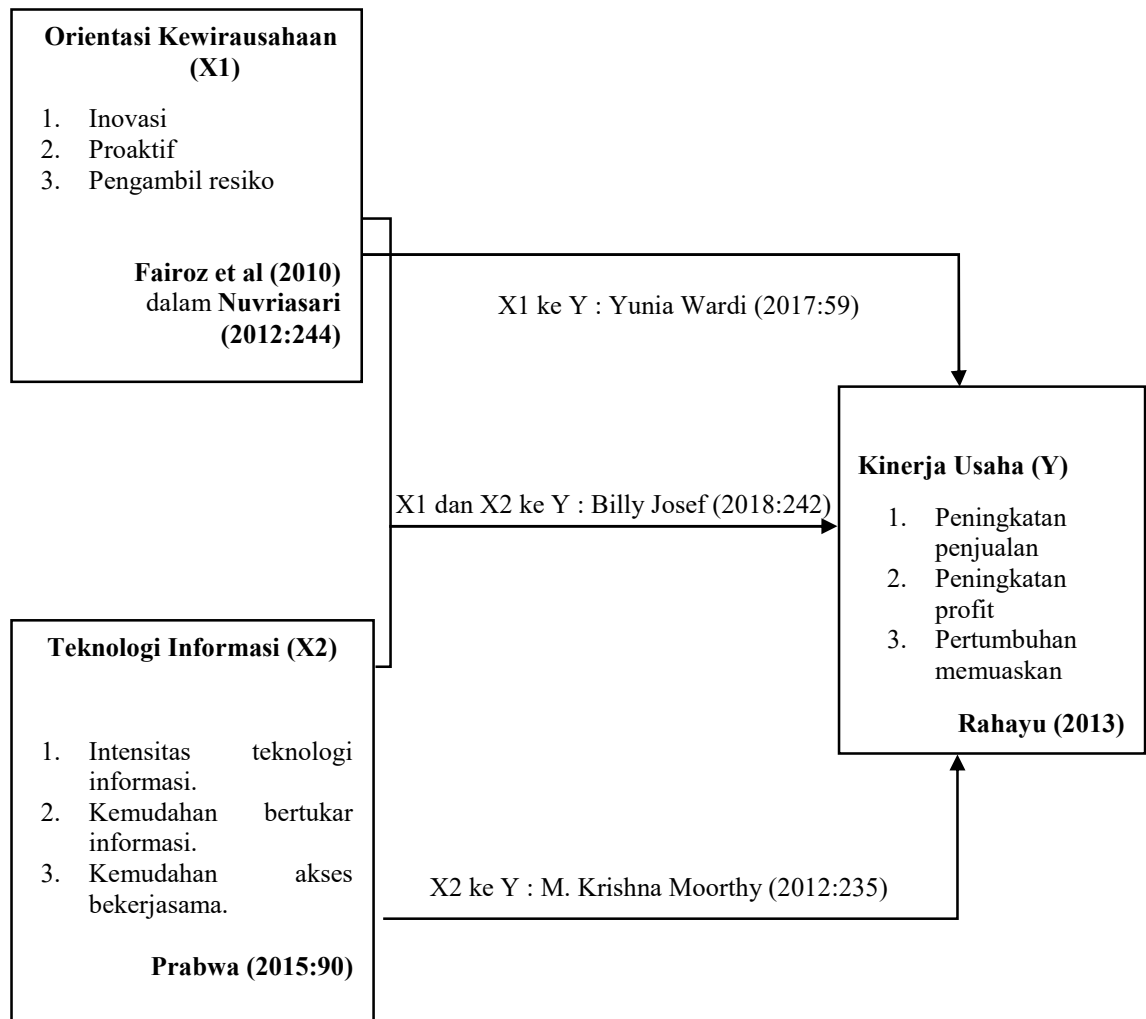 Orientasi Kewirausahaan
(X1)
1. Inovasi
2. Proaktif
3. Pengambil resiko
Fairoz et al (2010)
dalam Nuvriasari
(2012:244)
X1 ke Y : Yunia Wardi (2017:59)
X1 dan X2 ke Y : Billy Josef (2018:242)
Kinerja Usaha (Y)
1. Peningkatan
penjualan
2. Peningkatan
profit
3. Pertumbuhan
memuaskan
Rahayu (2013)
Teknologi Informasi (X2)
1. Intensitas teknologi
informasi.
2. Kemudahan bertukar
informasi.
3. Kemudahan akses
bekerjasama.
Prabwa (2015:90)
X2 ke Y : M. Krishna Moorthy (2012:235)